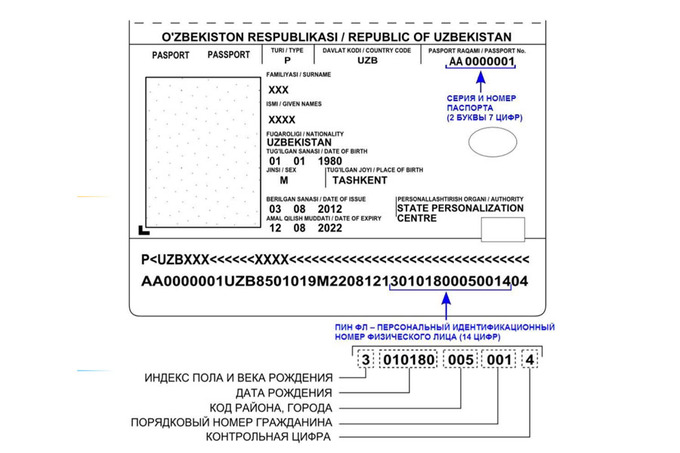 O'ZBEKISTON RESPUBLIKASI / REPUBLIC OF UZBEKISTAN
PASPORT PASSPORT
TURI / TYPE
P
DAVLAT KODI / COUNTRY CODE
UZB
PASPORT RAQAMI / PASSPORT No.
AA 0000001
СЕРИЯ И НОМЕР
ПАСПОРТА
(2 БУКВЫ 7 ЦИФР)
FAMILIYASI / SURNAME
XXX
ISMI / GIVEN NAMES
XXXX
FUQAROLIGI / NATIONALITY
UZBEKISTAN
TUG'ILGAN SANASI / DATE OF BIRTH
01 01 1980
JINSI / SEX
M
TUG'ILGAN JOYI / PLACE OF BIRTH
TASHKENT
BERILGAN SANASI / DATE OF ISSUE
03 08 2012
AMAL QILISH MUDDATI / DATE OF EXPIRY
12 08 2022
PERSONALLASHTIRISH ORGANI / AUTHORITY
STATE PERSONALIZATION
CENTRE
P<UZBXXX<<<<<<XXXX<<<<<<<<<<<<<<<<<<<<<<<<<<<<<<
AA0000001UZB8501019M22081213010180005001404
ПИН ФЛ – ПЕРСОНАЛЬНЫЙ ИДЕНТИФИКАЦИОННЫЙ
НОМЕР ФИЗИЧЕСКОГО ЛИЦА (14 ЦИФР)
3 010180 005 001 4
ИНДЕКС ПОЛА И ВЕКА РОЖДЕНИЯ
ДАТА РОЖДЕНИЯ
КОД РАЙОНА, ГОРОДА
ПОРЯДКОВЫЙ НОМЕР ГРАЖДАНИНА
КОНТРОЛЬНАЯ ЦИФРА